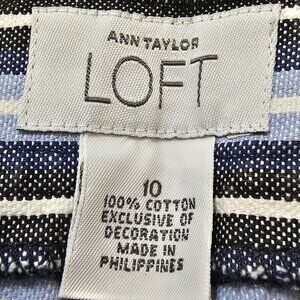 ANN TAYLOR
LOFT
10
100% COTTON
EXCLUSIVE OF
DECORATION
MADE IN
PHILIPPINES